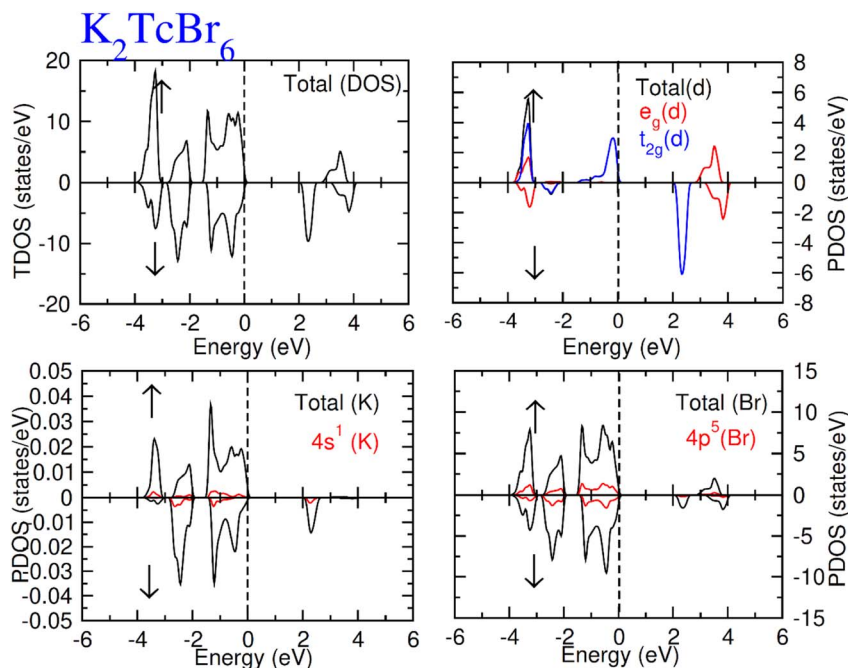 K₂TcBr₆
20
10
0
-10
-20
TDOS (states/eV)
Total (DOS)
-6 -4 -2 0 2 4 6
Energy (eV)
8
6
4
2
0
-2
-4
-6
-8
PDOS (states/eV)
Total(d)
e_g(d)
t_2g(d)
-6 -4 -2 0 2 4 6
Energy (eV)
0.05
0.04
0.03
0.02
0.01
0
-0.01
-0.02
-0.03
-0.04
-0.05
PDOS (states/eV)
Total (K)
4s¹ (K)
-6 -4 -2 0 2 4 6
Energy (eV)
15
10
5
0
-5
-10
-15
PDOS (states/eV)
Total (Br)
4p⁵(Br)
-6 -4 -2 0 2 4 6
Energy (eV)